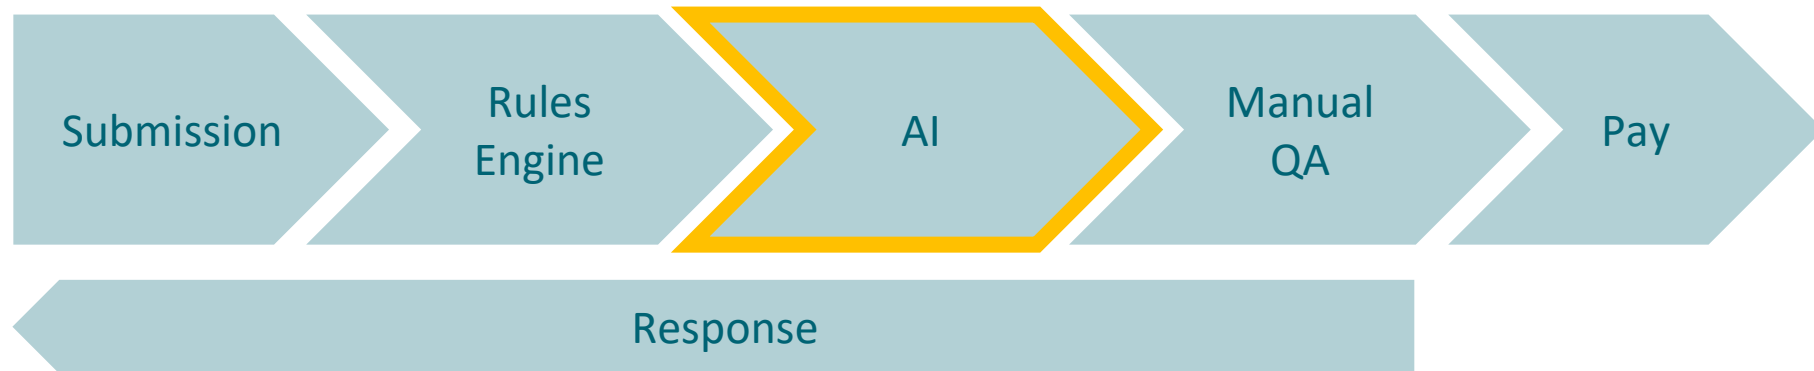 Submission
Rules
Engine
AI
Manual
QA
Pay
Response